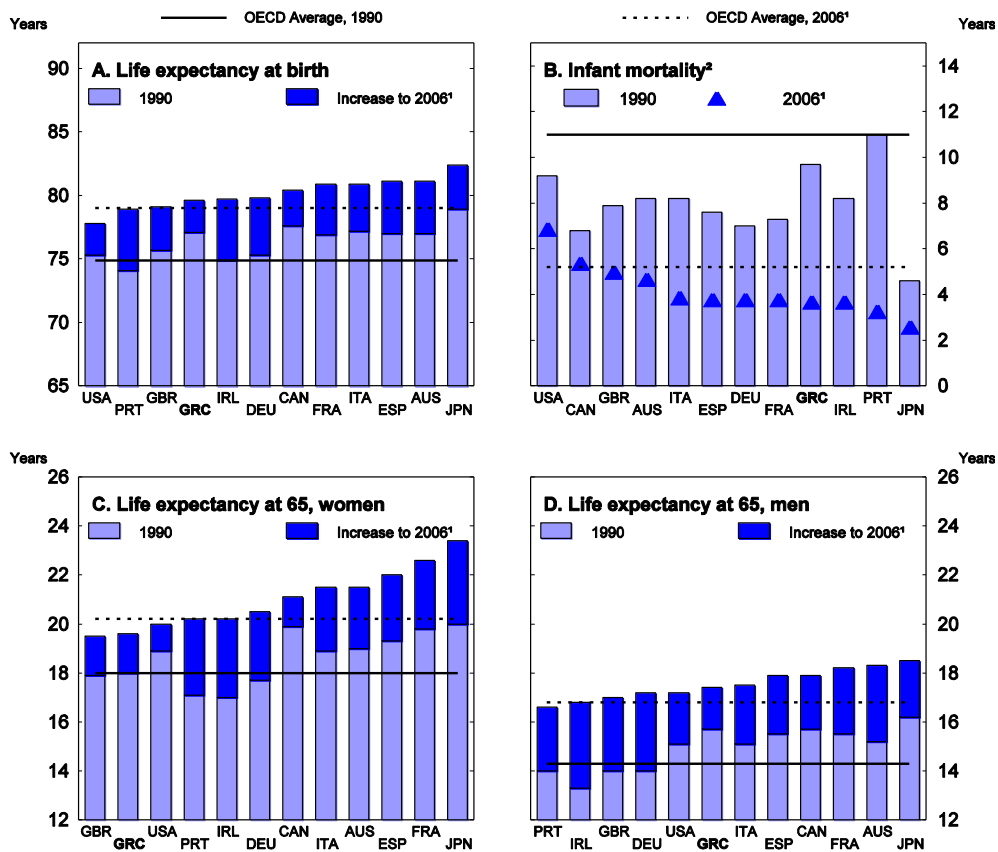 OECD Average, 1990 OECD Average, 2006¹
Years Years
A. Life expectancy at birth
1990 Increase to 2006¹
90
85
80
75
70
65
USA PRT GBR GRC IRL DEU CAN FRA ITA ESP AUS JPN
B. Infant mortality²
1990 2006¹
14
12
10
8
6
4
2
0
USA CAN GBR AUS ITA ESP DEU FRA GRC IRL PRT JPN
Years Years
C. Life expectancy at 65, women
1990 Increase to 2006¹
26
24
22
20
18
16
14
12
GBR GRC USA PRT IRL DEU CAN ITA AUS ESP FRA JPN
D. Life expectancy at 65, men
1990 Increase to 2006¹
26
24
22
20
18
16
14
12
PRT IRL GBR DEU USA GRC ITA ESP CAN FRA AUS JPN